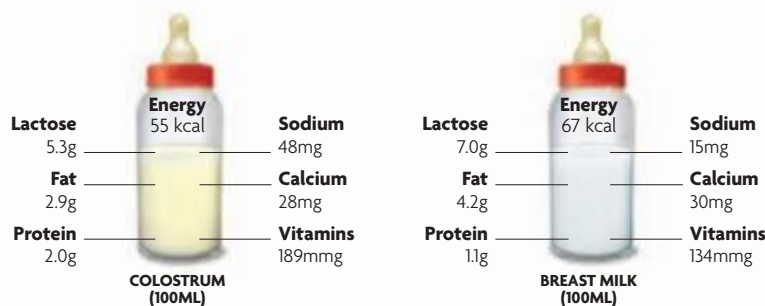 Energy
55 kcal
Lactose
5.3g
Fat
2.9g
Protein
2.0g
Sodium
48mg
Calcium
28mg
Vitamins
189mmg
COLOSTRUM
(100ML)
Energy
67 kcal
Lactose
7.0g
Fat
4.2g
Protein
1.1g
Sodium
15mg
Calcium
30mg
Vitamins
134mmg
BREAST MILK
(100ML)